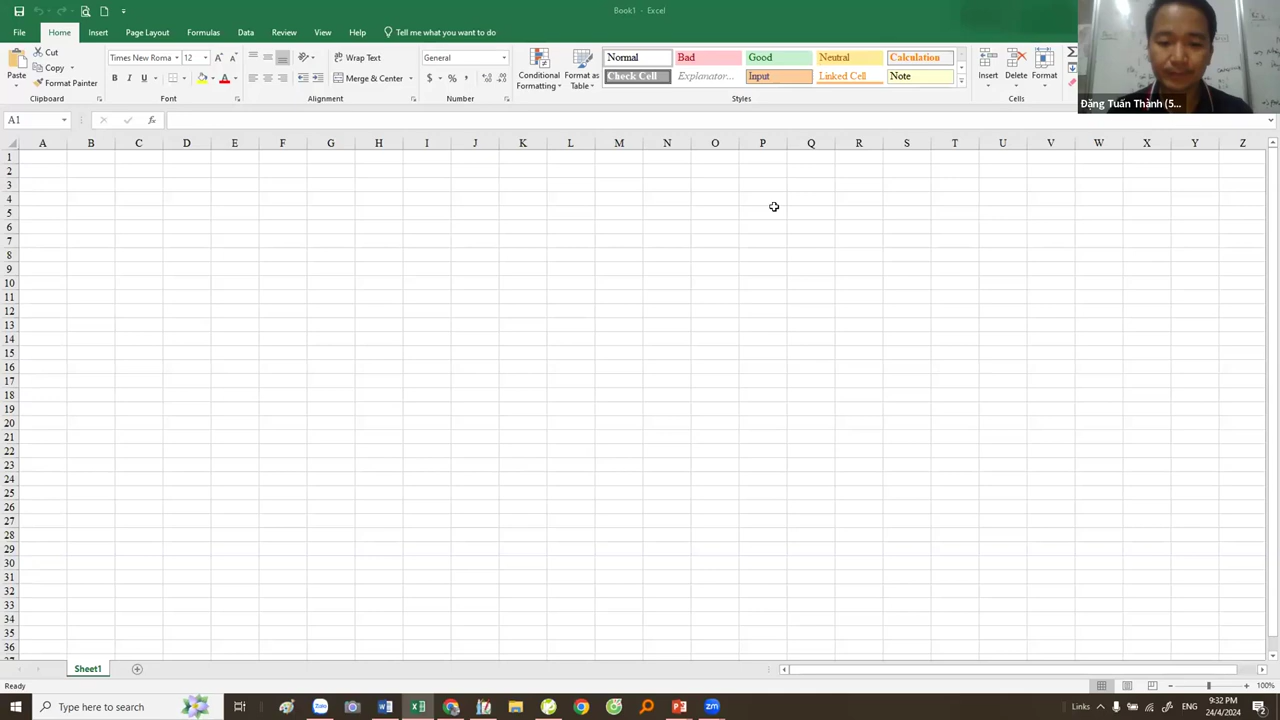 Book1 - Excel
File Home Insert Page Layout Formulas Data Review View Help Tell me what you want to do
Paste
Cut
Copy
Format Painter
Clipboard
Times New Roma 12
B I U
Font
Wrap Text
Merge & Center
Alignment
General
$ % ,
Number
Conditional Formatting
Format as Table
Normal Bad Good Neutral Calculation
Check Cell Explanator... Input Linked Cell Note
Styles
Insert Delete Format
Cells
Đặng Tuấn Thành (5...
A1
fx
A B C D E F G H I J K L M N O P Q R S T U V W X Y Z
1
2
3
4
5
6
7
8
9
10
11
12
13
14
15
16
17
18
19
20
21
22
23
24
25
26
27
28
29
30
31
32
33
34
35
36
Sheet1
Ready
100%
Type here to search
Links
ENG
9:32 PM
24/4/2024